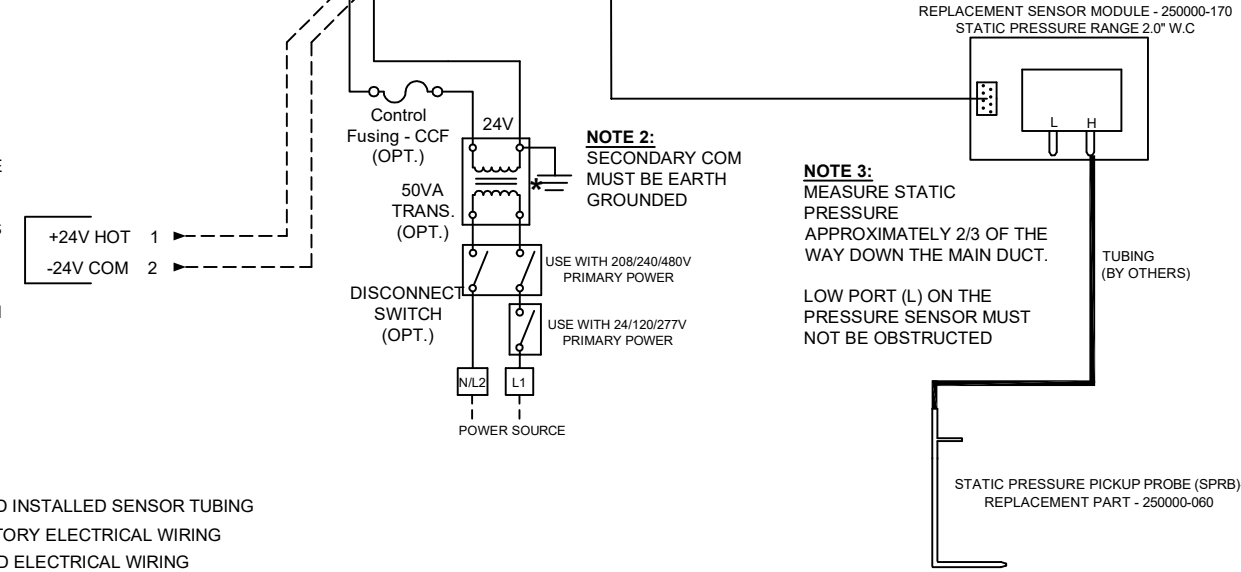 REPLACEMENT SENSOR MODULE - 250000-170
STATIC PRESSURE RANGE 2.0" W.C
L
H
Control
Fusing - CCF
(OPT.)
24V
NOTE 2:
SECONDARY COM
MUST BE EARTH
GROUNDED
*
50VA
TRANS.
(OPT.)
NOTE 3:
MEASURE STATIC
PRESSURE
APPROXIMATELY 2/3 OF THE
WAY DOWN THE MAIN DUCT.
LOW PORT (L) ON THE
PRESSURE SENSOR MUST
NOT BE OBSTRUCTED
+24V HOT 1
-24V COM 2
TUBING
(BY OTHERS)
USE WITH 208/240/480V
PRIMARY POWER
DISCONNECT
SWITCH
(OPT.)
USE WITH 24/120/277V
PRIMARY POWER
N/L2
L1
POWER SOURCE
STATIC PRESSURE PICKUP PROBE (SPRB)
REPLACEMENT PART - 250000-060
INSTALLED SENSOR TUBING
TORY ELECTRICAL WIRING
ELECTRICAL WIRING